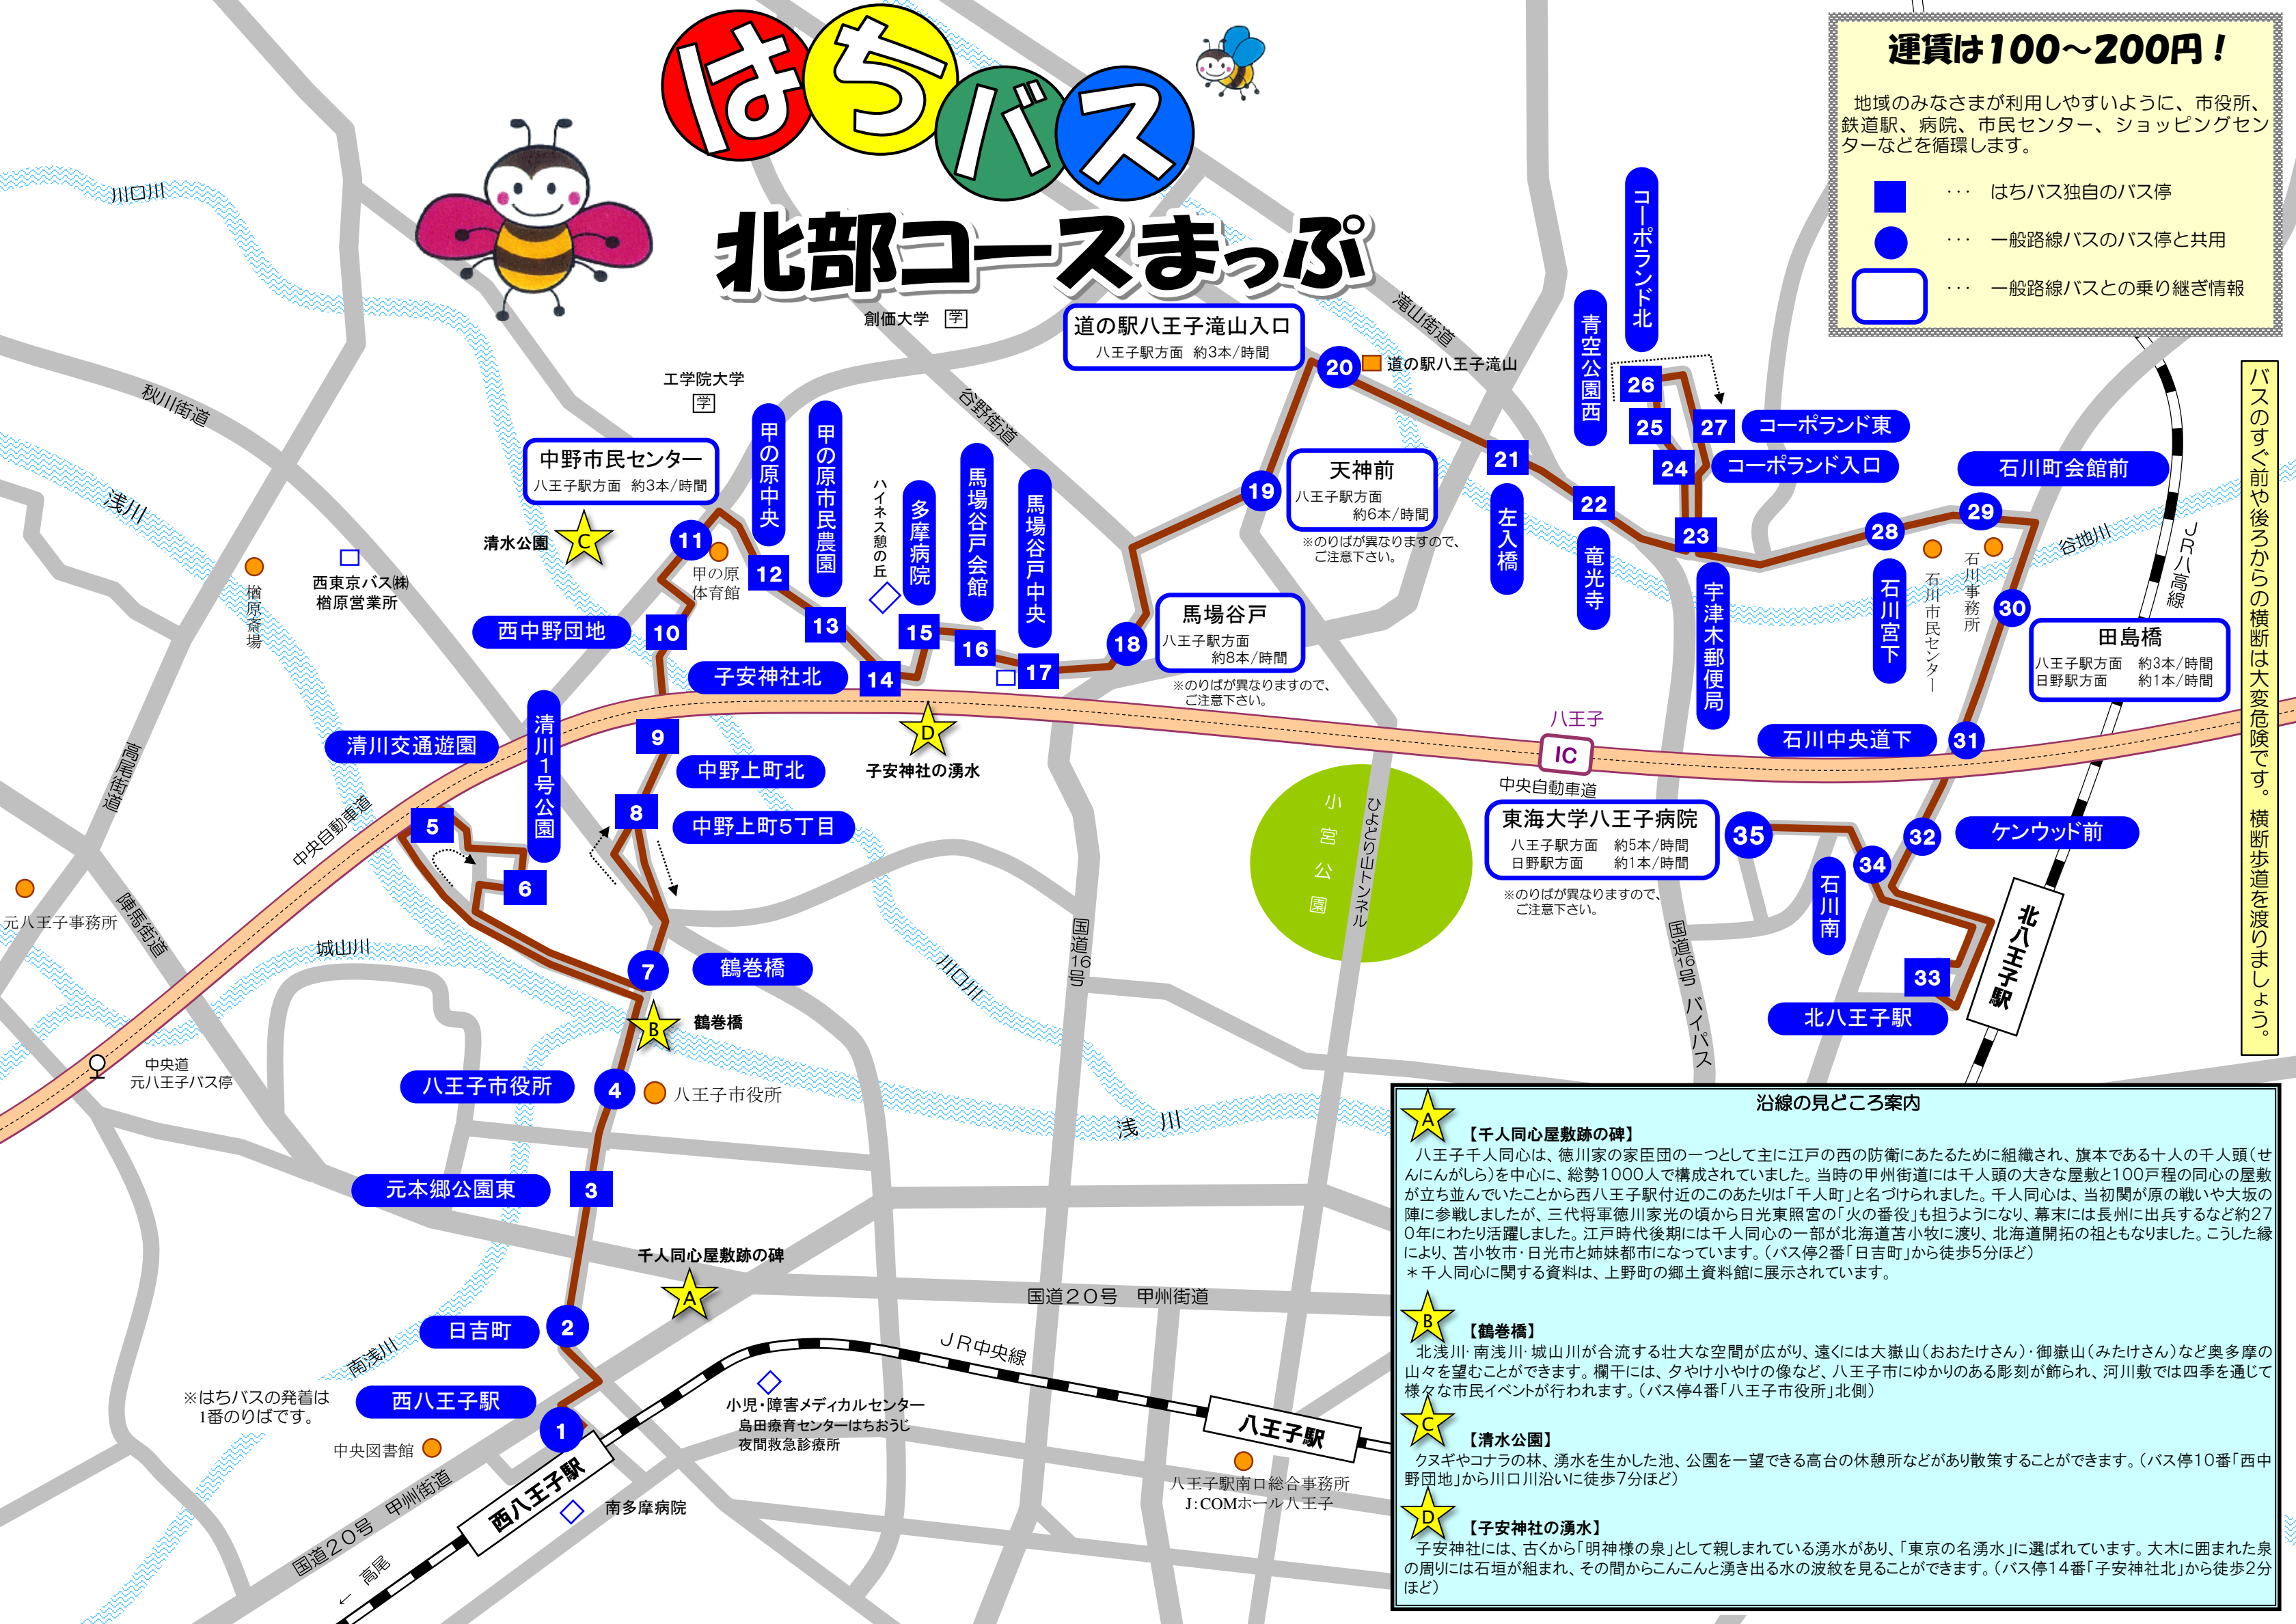 はちバス
北部コースまっぷ
運賃は100～200円！
地域のみなさまが利用しやすいように、市役所、
鉄道駅、病院、市民センター、ショッピングセン
ターなどを循環します。
… はちバス独自のバス停
… 一般路線バスのバス停と共用
… 一般路線バスとの乗り継ぎ情報
バスのすぐ前や後ろからの横断は大変危険です。横断歩道を渡りましょう。
川口川
秋川街道
浅川
創価大学 学
工学院大学
学
谷野街道
滝山街道
道の駅八王子滝山入口
八王子駅方面 約3本/時間
20
道の駅八王子滝山
コーポランド北
青空公園西
26
25
27
コーポランド東
24
コーポランド入口
21
左入橋
22
竜光寺
23
宇津木郵便局
28
石川宮下
29
石川町会館前
石川市民センター
石川事務所
谷地川
JR八高線
30
田島橋
八王子駅方面 約3本/時間
日野駅方面 約1本/時間
天神前
八王子駅方面
約6本/時間
※のりばが異なりますので、
ご注意下さい。
19
馬場谷戸
八王子駅方面
約8本/時間
※のりばが異なりますので、
ご注意下さい。
18
中野市民センター
八王子駅方面 約3本/時間
清水公園
C
11
甲の原
体育館
甲の原中央
12
甲の原市民農園
13
ハイネス憩の丘
多摩病院
15
馬場谷戸会館
16
馬場谷戸中央
17
西中野団地
10
子安神社北
14
D
子安神社の湧水
楢原斎場
西東京バス㈱
楢原営業所
高尾街道
清川交通遊園
5
清川1号公園
6
9
中野上町北
8
中野上町5丁目
中央自動車道
陣馬街道
元八王子事務所
城山川
中央道
元八王子バス停
7
鶴巻橋
B
鶴巻橋
八王子市役所
4
八王子市役所
元本郷公園東
3
千人同心屋敷跡の碑
A
日吉町
2
南浅川
※はちバスの発着は
1番のりばです。
西八王子駅
1
中央図書館
国道20号 甲州街道
← 高尾
西八王子駅
南多摩病院
小児・障害メディカルセンター
島田療育センターはちおうじ
夜間救急診療所
JR中央線
国道20号 甲州街道
八王子駅
八王子駅南口総合事務所
J:COMホール八王子
川口川
浅川
国道16号
小宮公園
ひよどり山トンネル
八王子
IC
中央自動車道
国道16号 バイパス
石川中央道下
31
東海大学八王子病院
八王子駅方面 約5本/時間
日野駅方面 約1本/時間
※のりばが異なりますので、
ご注意下さい。
35
34
石川南
32
ケンウッド前
33
北八王子駅
北八王子駅
沿線の見どころ案内
A
【千人同心屋敷跡の碑】
八王子千人同心は、徳川家の家臣団の一つとして主に江戸の西の防衛にあたるために組織され、旗本である十人の千人頭（せ
んにんがしら）を中心に、総勢1000人で構成されていました。当時の甲州街道には千人頭の大きな屋敷と100戸程の同心の屋敷
が立ち並んでいたことから西八王子駅付近のこのあたりは「千人町」と名づけられました。千人同心は、当初関が原の戦いや大坂の
陣に参戦しましたが、三代将軍徳川家光の頃から日光東照宮の「火の番役」も担うようになり、幕末には長州に出兵するなど約27
0年にわたり活躍しました。江戸時代後期には千人同心の一部が北海道苫小牧に渡り、北海道開拓の祖ともなりました。こうした縁
により、苫小牧市・日光市と姉妹都市になっています。（バス停2番「日吉町」から徒歩5分ほど）
＊千人同心に関する資料は、上野町の郷土資料館に展示されています。
B
【鶴巻橋】
北浅川・南浅川・城山川が合流する壮大な空間が広がり、遠くには大嶽山（おおたけさん）・御嶽山（みたけさん）など奥多摩の
山々を望むことができます。欄干には、夕やけ小やけの像など、八王子市にゆかりのある彫刻が飾られ、河川敷では四季を通じて
様々な市民イベントが行われます。（バス停4番「八王子市役所」北側）
C
【清水公園】
クヌギやコナラの林、湧水を生かした池、公園を一望できる高台の休憩所などがあり散策することができます。（バス停10番「西中
野団地」から川口川沿いに徒歩7分ほど）
D
【子安神社の湧水】
子安神社には、古くから「明神様の泉」として親しまれている湧水があり、「東京の名湧水」に選ばれています。大木に囲まれた泉
の周りには石垣が組まれ、その間からこんこんと湧き出る水の波紋を見ることができます。（バス停14番「子安神社北」から徒歩2分
ほど）